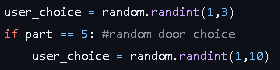 user_choice = random.randint(1,3)
if part == 5: #random door choice
    user_choice = random.randint(1,10)